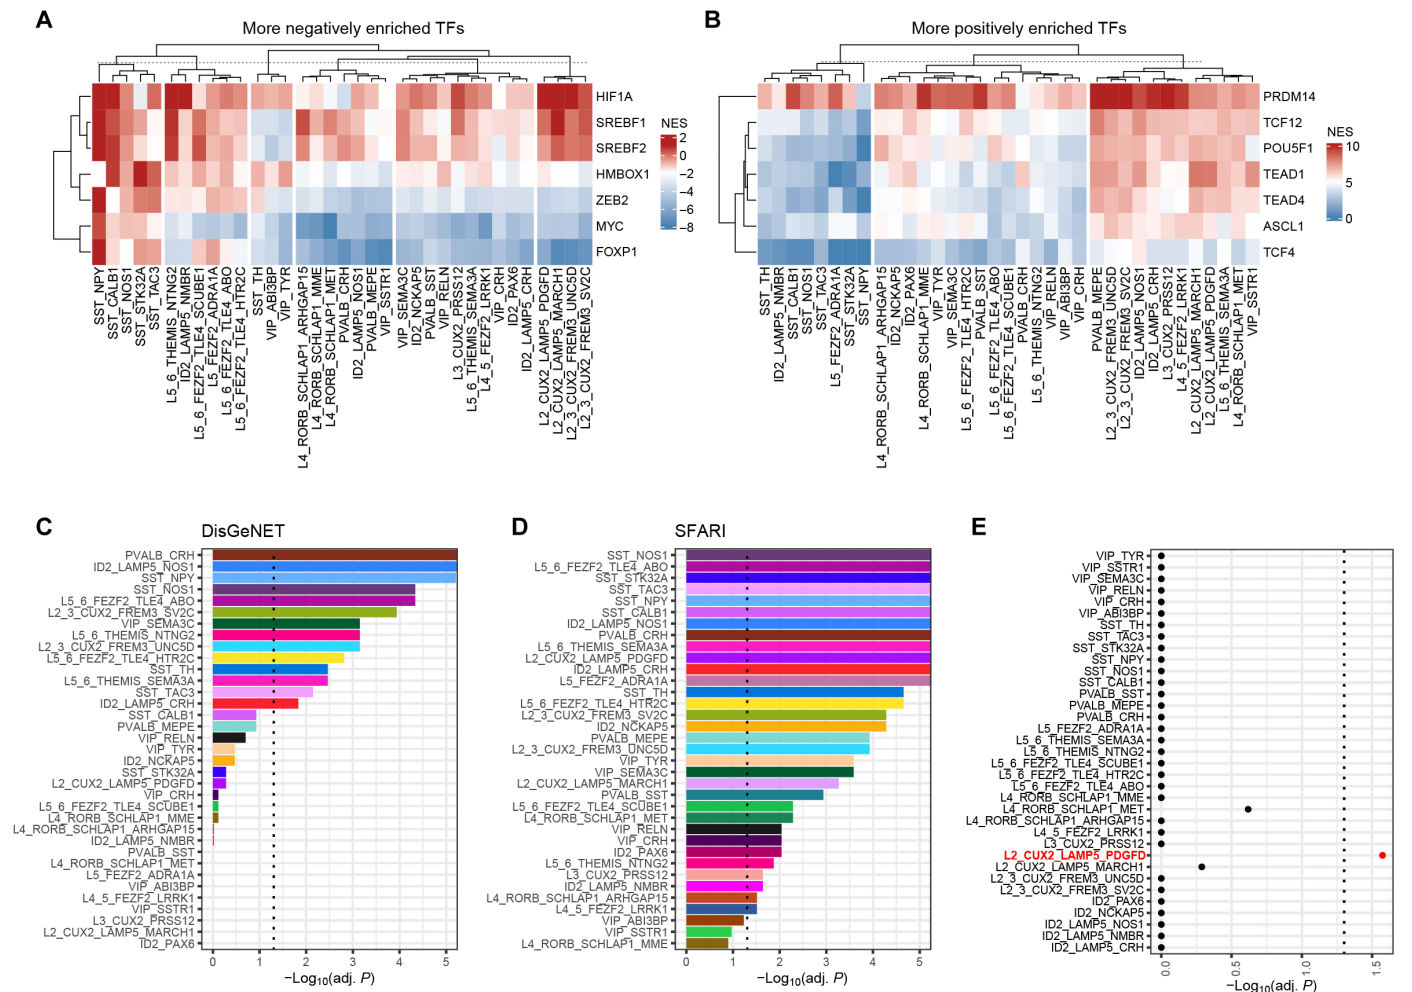 A
More negatively enriched TFs
HIF1A
SREBF1
SREBF2
HMBOX1
ZEB2
MYC
FOXP1
NES
2
0
−2
−4
−6
−8
SST_NPY
SST_CALB1
SST_NOS1
SST_STK32A
SST_TAC3
L5_6_THEMIS_NTNG2
ID2_LAMP5_NMBR
L5_6_FEZF2_TLE4_SCUBE1
L5_FEZF2_ADRA1A
L5_6_FEZF2_TLE4_ABO
L5_6_FEZF2_TLE4_HTR2C
SST_TH
VIP_ABI3BP
VIP_TYR
L4_RORB_SCHLAP1_ARHGAP15
L4_RORB_SCHLAP1_MME
L4_RORB_SCHLAP1_MET
PVALB_CRH
ID2_LAMP5_NOS1
PVALB_MEPE
VIP_SSTR1
VIP_SEMA3C
ID2_NCKAP5
PVALB_SST
VIP_RELN
L3_CUX2_PRSS12
L5_6_THEMIS_SEMA3A
L4_5_FEZF2_LRRK1
VIP_CRH
ID2_PAX6
ID2_LAMP5_CRH
L2_CUX2_LAMP5_PDGFD
L2_CUX2_LAMP5_MARCH1
L2_3_CUX2_FREM3_UNC5D
L2_3_CUX2_FREM3_SV2C
B
More positively enriched TFs
PRDM14
TCF12
POU5F1
TEAD1
TEAD4
ASCL1
TCF4
NES
10
5
0
SST_TH
ID2_LAMP5_NMBR
SST_CALB1
SST_NOS1
SST_TAC3
L5_FEZF2_ADRA1A
SST_STK32A
SST_NPY
L4_RORB_SCHLAP1_ARHGAP15
ID2_NCKAP5
ID2_PAX6
L4_RORB_SCHLAP1_MME
VIP_TYR
VIP_SEMA3C
L5_6_FEZF2_TLE4_HTR2C
PVALB_SST
L5_6_FEZF2_TLE4_ABO
L5_6_FEZF2_TLE4_SCUBE1
PVALB_CRH
L5_6_THEMIS_NTNG2
VIP_RELN
VIP_ABI3BP
VIP_CRH
PVALB_MEPE
L2_3_CUX2_FREM3_UNC5D
L2_3_CUX2_FREM3_SV2C
ID2_LAMP5_NOS1
ID2_LAMP5_CRH
L3_CUX2_PRSS12
L4_5_FEZF2_LRRK1
L2_CUX2_LAMP5_MARCH1
L2_CUX2_LAMP5_PDGFD
L5_6_THEMIS_SEMA3A
L4_RORB_SCHLAP1_MET
VIP_SSTR1
C
DisGeNET
PVALB_CRH
ID2_LAMP5_NOS1
SST_NPY
SST_NOS1
L5_6_FEZF2_TLE4_ABO
L2_3_CUX2_FREM3_SV2C
VIP_SEMA3C
L5_6_THEMIS_NTNG2
L2_3_CUX2_FREM3_UNC5D
L5_6_FEZF2_TLE4_HTR2C
SST_TH
L5_6_THEMIS_SEMA3A
SST_TAC3
ID2_LAMP5_CRH
SST_CALB1
PVALB_MEPE
VIP_RELN
VIP_TYR
ID2_NCKAP5
SST_STK32A
L2_CUX2_LAMP5_PDGFD
VIP_CRH
L5_6_FEZF2_TLE4_SCUBE1
L4_RORB_SCHLAP1_MME
L4_RORB_SCHLAP1_ARHGAP15
ID2_LAMP5_NMBR
PVALB_SST
L4_RORB_SCHLAP1_MET
L5_FEZF2_ADRA1A
VIP_ABI3BP
L4_5_FEZF2_LRRK1
VIP_SSTR1
L3_CUX2_PRSS12
L2_CUX2_LAMP5_MARCH1
ID2_PAX6
0 1 2 3 4 5
−Log10(adj. P)
D
SFARI
SST_NOS1
L5_6_FEZF2_TLE4_ABO
SST_STK32A
SST_TAC3
SST_NPY
SST_CALB1
ID2_LAMP5_NOS1
PVALB_CRH
L5_6_THEMIS_SEMA3A
L2_CUX2_LAMP5_PDGFD
ID2_LAMP5_CRH
L5_FEZF2_ADRA1A
SST_TH
L5_6_FEZF2_TLE4_HTR2C
L2_3_CUX2_FREM3_SV2C
ID2_NCKAP5
PVALB_MEPE
L2_3_CUX2_FREM3_UNC5D
VIP_TYR
VIP_SEMA3C
L2_CUX2_LAMP5_MARCH1
PVALB_SST
L5_6_FEZF2_TLE4_SCUBE1
L4_RORB_SCHLAP1_MET
VIP_RELN
VIP_CRH
ID2_PAX6
L5_6_THEMIS_NTNG2
L3_CUX2_PRSS12
ID2_LAMP5_NMBR
L4_RORB_SCHLAP1_ARHGAP15
L4_5_FEZF2_LRRK1
VIP_ABI3BP
VIP_SSTR1
L4_RORB_SCHLAP1_MME
0 1 2 3 4 5
−Log10(adj. P)
E
VIP_TYR
VIP_SSTR1
VIP_SEMA3C
VIP_RELN
VIP_CRH
VIP_ABI3BP
SST_TH
SST_TAC3
SST_STK32A
SST_NPY
SST_NOS1
SST_CALB1
PVALB_SST
PVALB_MEPE
PVALB_CRH
L5_FEZF2_ADRA1A
L5_6_THEMIS_SEMA3A
L5_6_THEMIS_NTNG2
L5_6_FEZF2_TLE4_SCUBE1
L5_6_FEZF2_TLE4_HTR2C
L5_6_FEZF2_TLE4_ABO
L4_RORB_SCHLAP1_MME
L4_RORB_SCHLAP1_MET
L4_RORB_SCHLAP1_ARHGAP15
L4_5_FEZF2_LRRK1
L3_CUX2_PRSS12
L2_CUX2_LAMP5_PDGFD
L2_CUX2_LAMP5_MARCH1
L2_3_CUX2_FREM3_UNC5D
L2_3_CUX2_FREM3_SV2C
ID2_PAX6
ID2_NCKAP5
ID2_LAMP5_NOS1
ID2_LAMP5_NMBR
ID2_LAMP5_CRH
0.0 0.5 1.0 1.5
−Log10(adj. P)